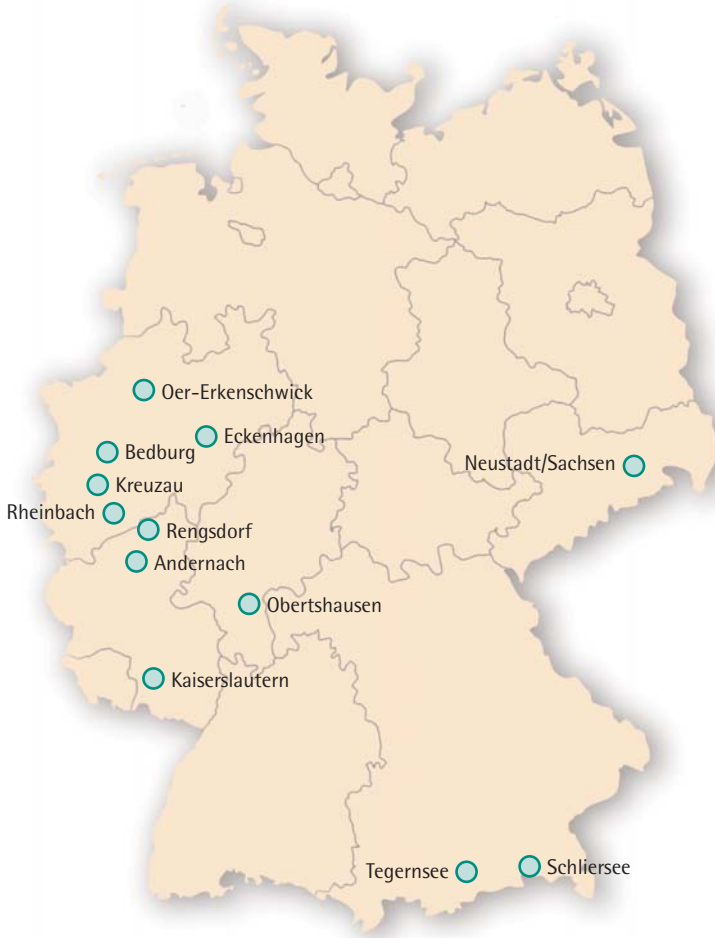 Oer-Erkenschwick
Eckenhagen
Bedburg
Neustadt/Sachsen
Kreuzau
Rheinbach
Rengsdorf
Andernach
Obertshausen
Kaiserslautern
Tegernsee
Schliersee